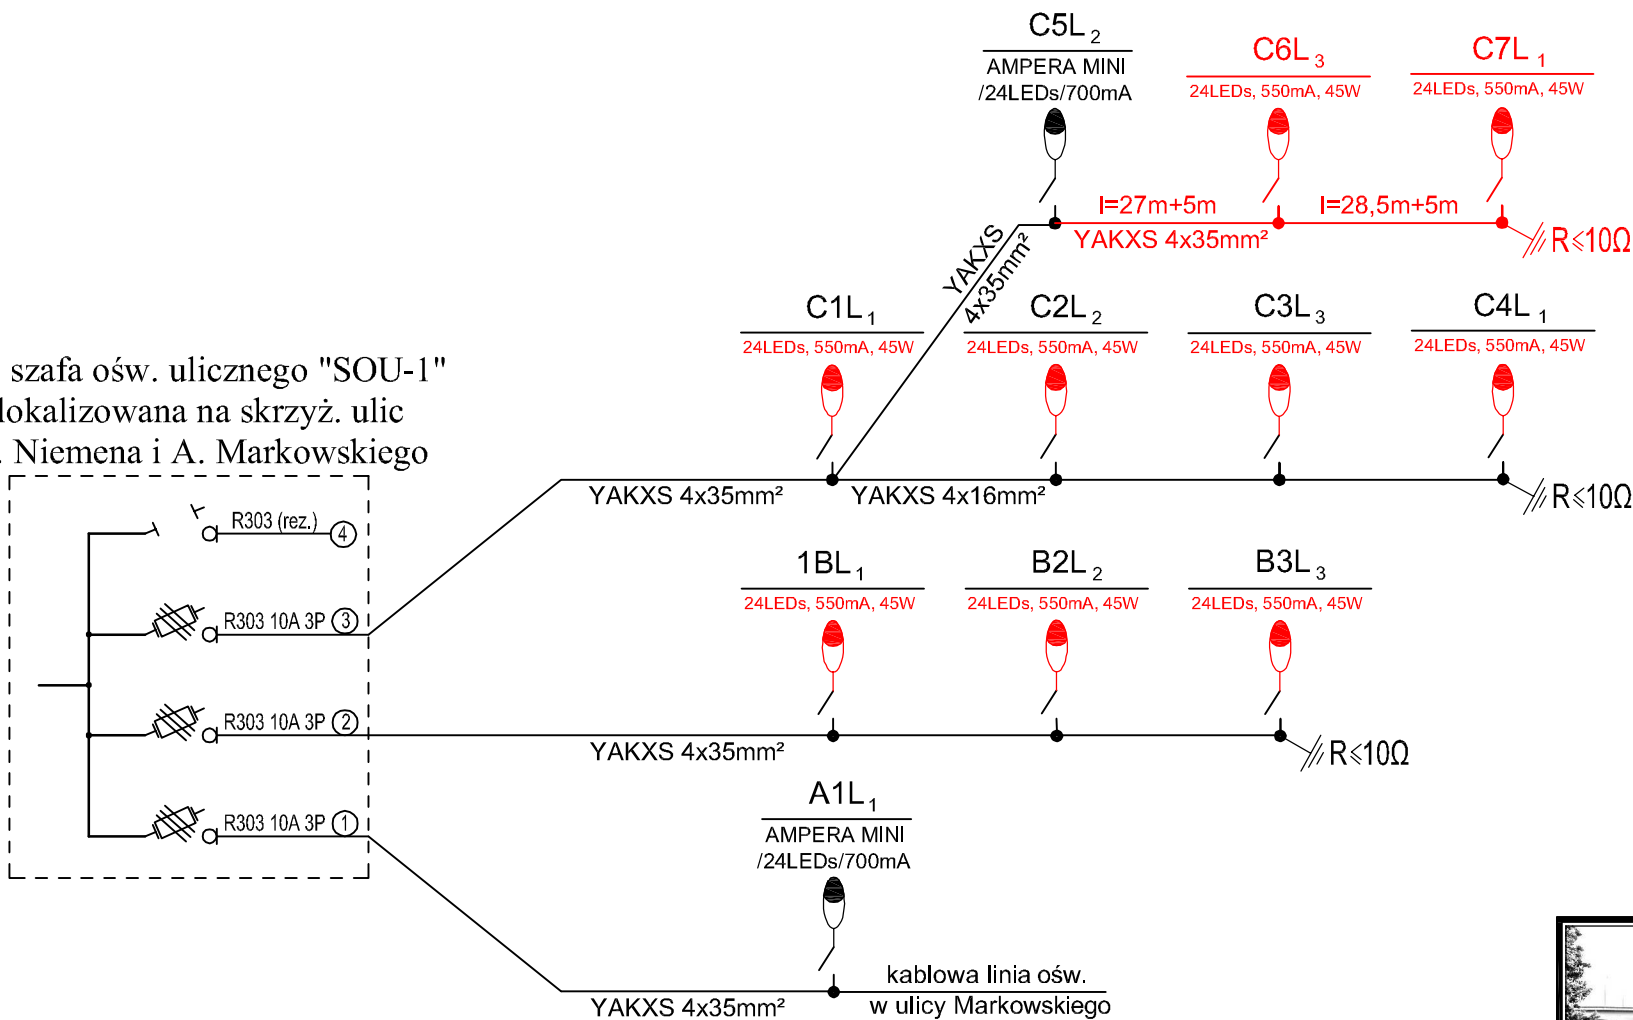 C5L 2
AMPERA MINI
/24LEDs/700mA
C6L 3
24LEDs, 550mA, 45W
C7L 1
24LEDs, 550mA, 45W
l=27m+5m
YAKXS 4x35mm²
l=28,5m+5m
R≤10Ω
YAKXS
4x35mm²
C1L 1
24LEDs, 550mA, 45W
C2L 2
24LEDs, 550mA, 45W
C3L 3
24LEDs, 550mA, 45W
C4L 1
24LEDs, 550mA, 45W
szafa ośw. ulicznego "SOU-1"
lokalizowana na skrzyż. ulic
. Niemena i A. Markowskiego
YAKXS 4x35mm²
YAKXS 4x16mm²
R≤10Ω
R303 (rez.) 4
R303 10A 3P 3
R303 10A 3P 2
R303 10A 3P 1
1BL 1
24LEDs, 550mA, 45W
B2L 2
24LEDs, 550mA, 45W
B3L 3
24LEDs, 550mA, 45W
YAKXS 4x35mm²
R≤10Ω
A1L 1
AMPERA MINI
/24LEDs/700mA
YAKXS 4x35mm²
kablowa linia ośw.
w ulicy Markowskiego